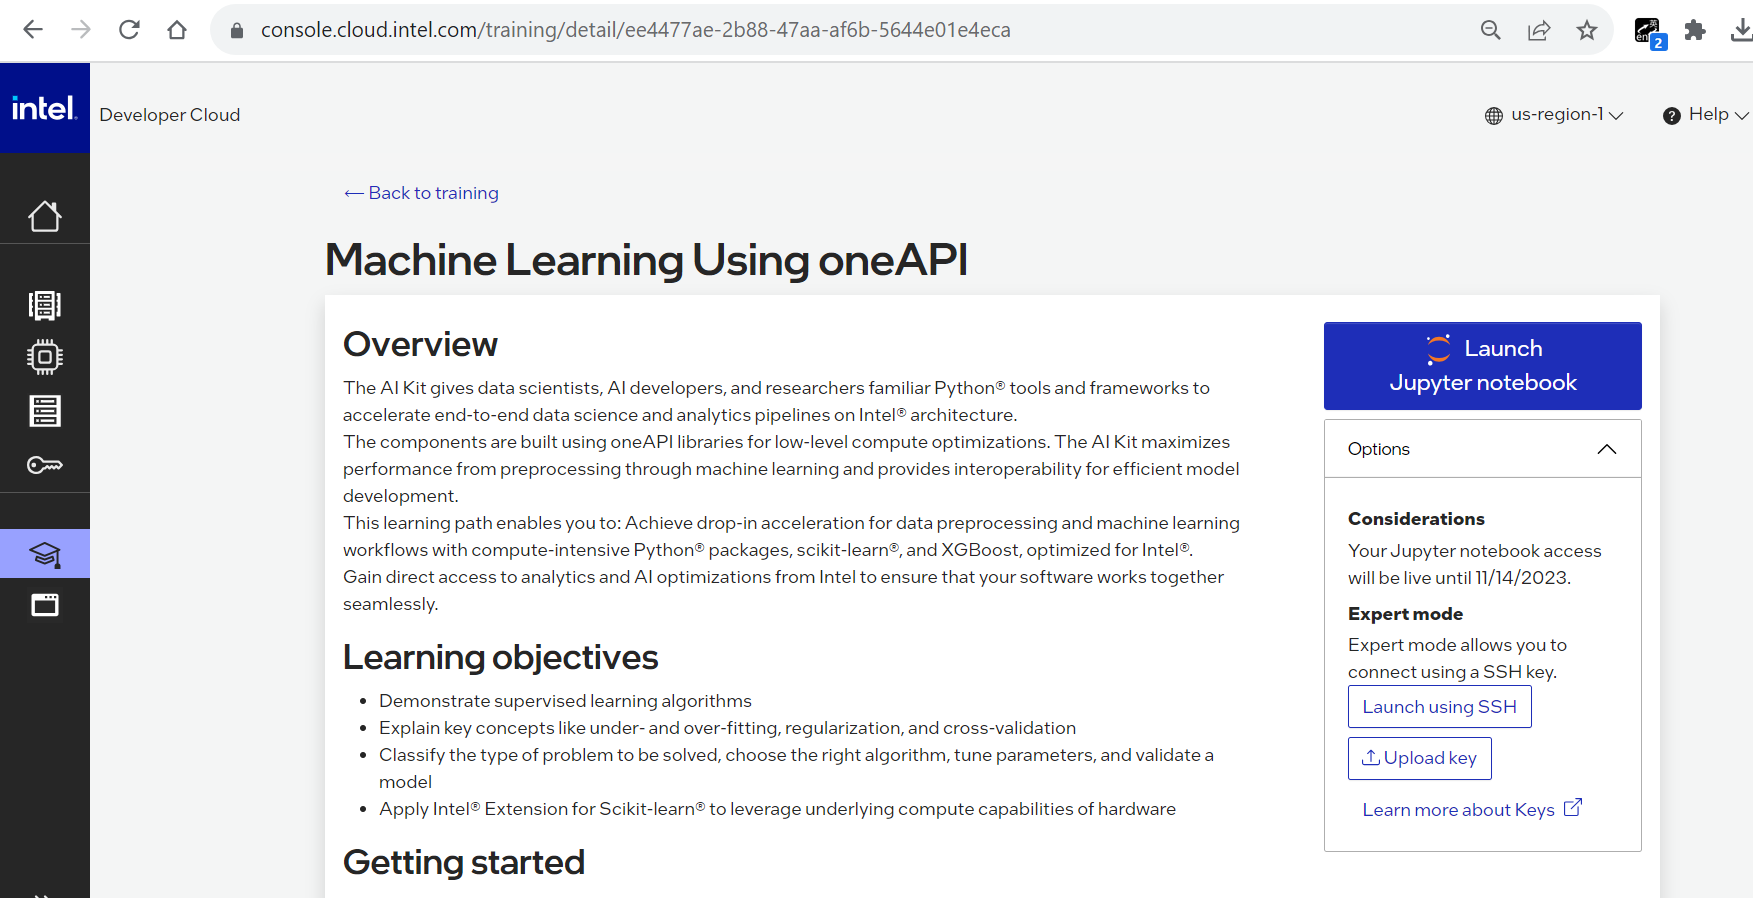 console.cloud.intel.com/training/detail/ee4477ae-2b88-47aa-af6b-5644e01e4eca
en 英
2
intel.
Developer Cloud
us-region-1
? Help
← Back to training
Machine Learning Using oneAPI
Overview
The AI Kit gives data scientists, AI developers, and researchers familiar Python® tools and frameworks to
accelerate end-to-end data science and analytics pipelines on Intel® architecture.
The components are built using oneAPI libraries for low-level compute optimizations. The AI Kit maximizes
performance from preprocessing through machine learning and provides interoperability for efficient model
development.
This learning path enables you to: Achieve drop-in acceleration for data preprocessing and machine learning
workflows with compute-intensive Python® packages, scikit-learn®, and XGBoost, optimized for Intel®.
Gain direct access to analytics and AI optimizations from Intel to ensure that your software works together
seamlessly.
Learning objectives
• Demonstrate supervised learning algorithms
• Explain key concepts like under- and over-fitting, regularization, and cross-validation
• Classify the type of problem to be solved, choose the right algorithm, tune parameters, and validate a
model
• Apply Intel® Extension for Scikit-learn® to leverage underlying compute capabilities of hardware
Getting started
Launch
Jupyter notebook
Options
Considerations
Your Jupyter notebook access
will be live until 11/14/2023.
Expert mode
Expert mode allows you to
connect using a SSH key.
Launch using SSH
Upload key
Learn more about Keys